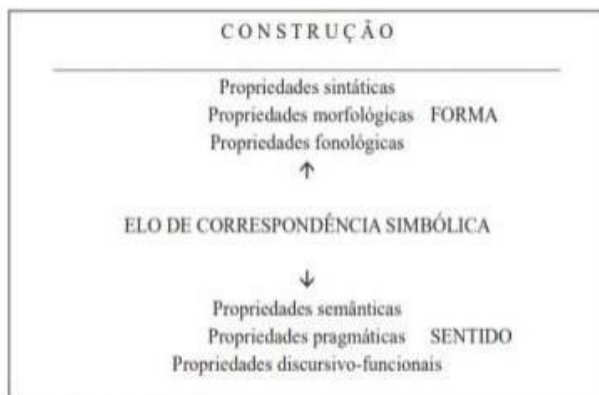 CONSTRUÇÃO
Propriedades sintáticas
Propriedades morfológicas FORMA
Propriedades fonológicas
↑
ELO DE CORRESPONDÊNCIA SIMBÓLICA
↓
Propriedades semânticas
Propriedades pragmáticas SENTIDO
Propriedades discursivo-funcionais